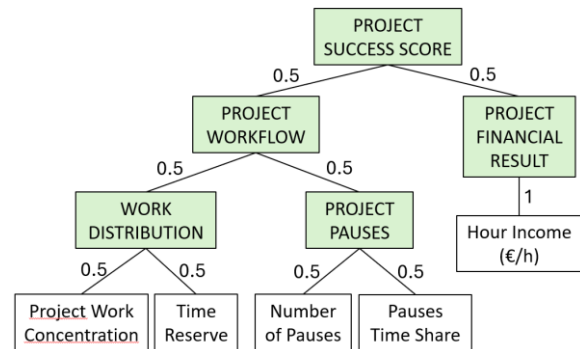 PROJECT
SUCCESS SCORE
0.5
0.5
PROJECT
WORKFLOW
PROJECT
FINANCIAL
RESULT
0.5
0.5
1
WORK
DISTRIBUTION
PROJECT
PAUSES
Hour Income
(€/h)
0.5
0.5
0.5
0.5
Project Work
Concentration
Time
Reserve
Number
of Pauses
Pauses
Time Share